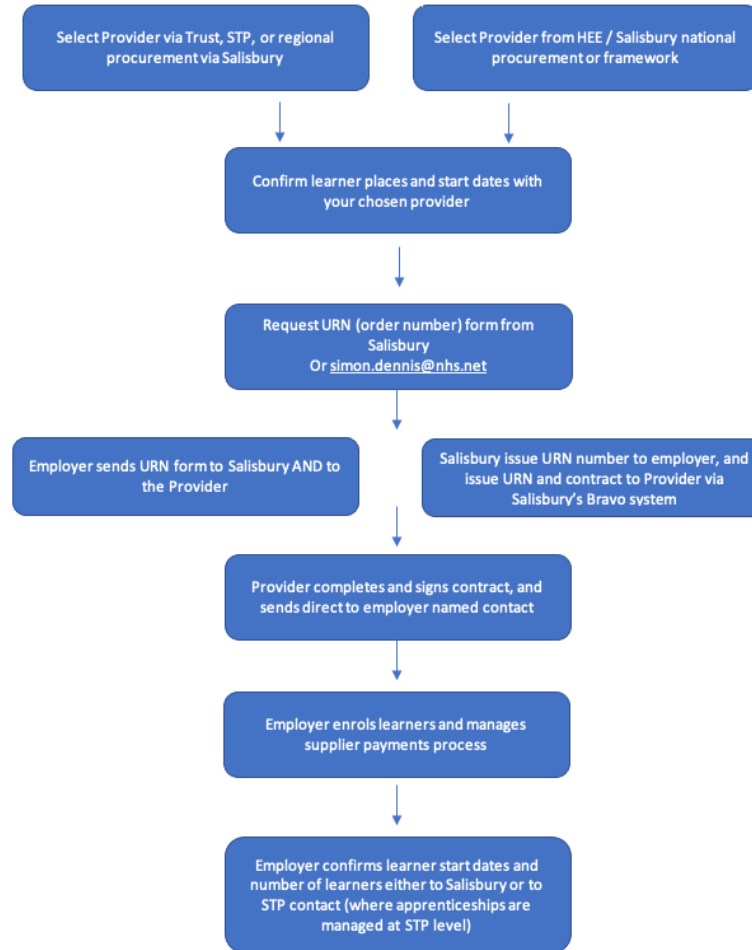 Select Provider via Trust, STP, or regional
procurement via Salisbury
Select Provider from HEE / Salisbury national
procurement or framework
Confirm learner places and start dates with
your chosen provider
Request URN (order number) form from
Salisbury
Or simon.dennis@nhs.net
Employer sends URN form to Salisbury AND to
the Provider
Salisbury issue URN number to employer, and
issue URN and contract to Provider via
Salisbury's Bravo system
Provider completes and signs contract, and
sends direct to employer named contact
Employer enrols learners and manages
supplier payments process
Employer confirms learner start dates and
number of learners either to Salisbury or to
STP contact (where apprenticeships are
managed at STP level)